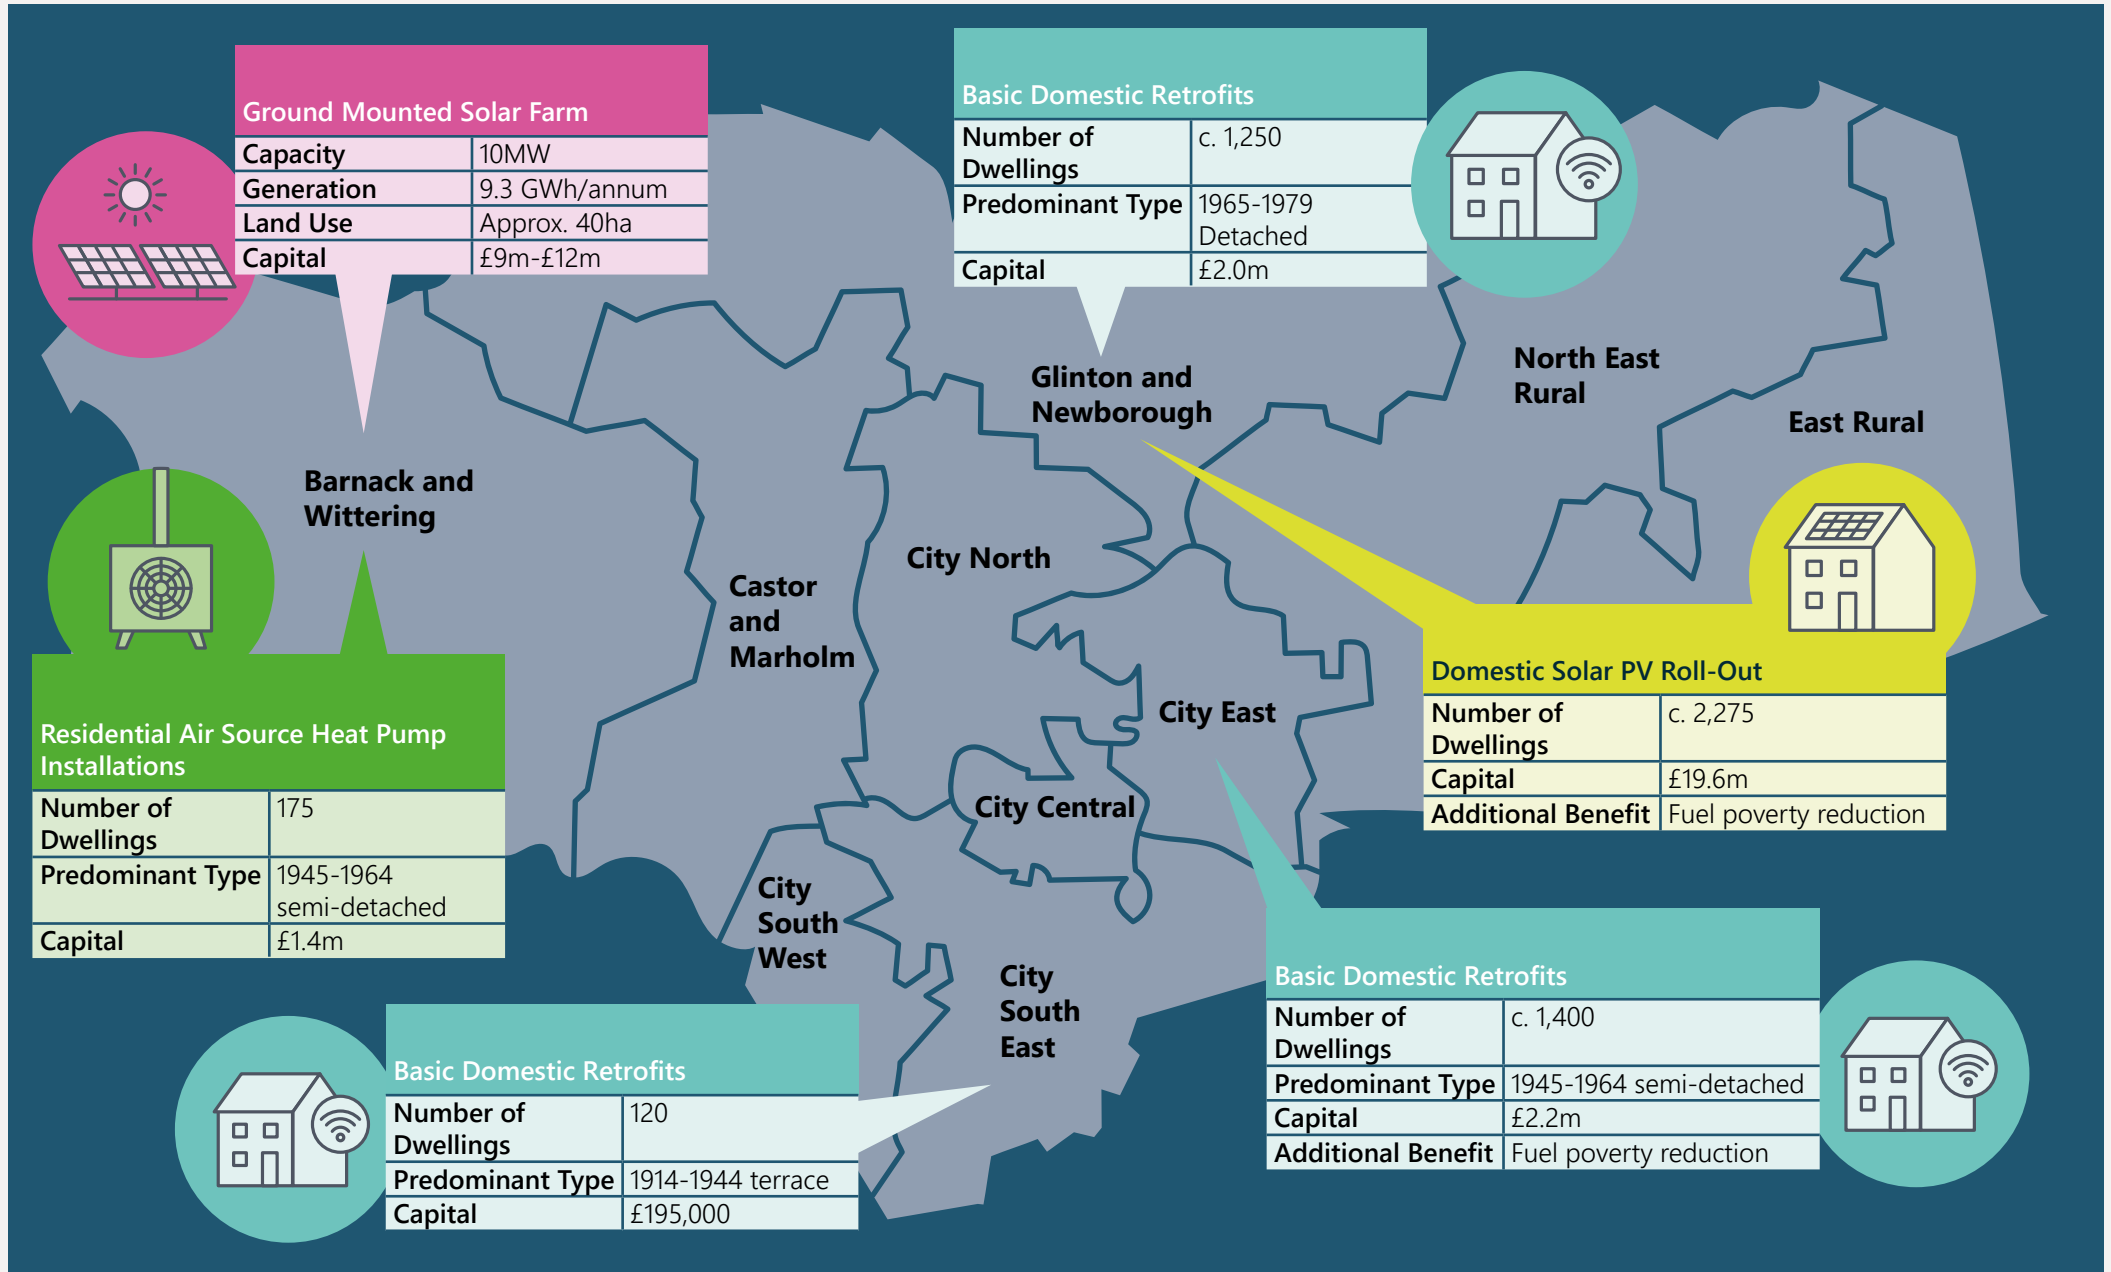 Ground Mounted Solar Farm
Capacity 10MW
Generation 9.3 GWh/annum
Land Use Approx. 40ha
Capital £9m-£12m
Basic Domestic Retrofits
Number of c. 1,250
Dwellings
Predominant Type 1965-1979
Detached
Capital £2.0m
Glinton and
Newborough
North East
Rural
East Rural
Barnack and
Wittering
City North
Castor
and
Marholm
City East
City Central
City
South
West
City
South
East
Residential Air Source Heat Pump
Installations
Number of 175
Dwellings
Predominant Type 1945-1964
semi-detached
Capital £1.4m
Domestic Solar PV Roll-Out
Number of c. 2,275
Dwellings
Capital £19.6m
Additional Benefit Fuel poverty reduction
Basic Domestic Retrofits
Number of 120
Dwellings
Predominant Type 1914-1944 terrace
Capital £195,000
Basic Domestic Retrofits
Number of c. 1,400
Dwellings
Predominant Type 1945-1964 semi-detached
Capital £2.2m
Additional Benefit Fuel poverty reduction